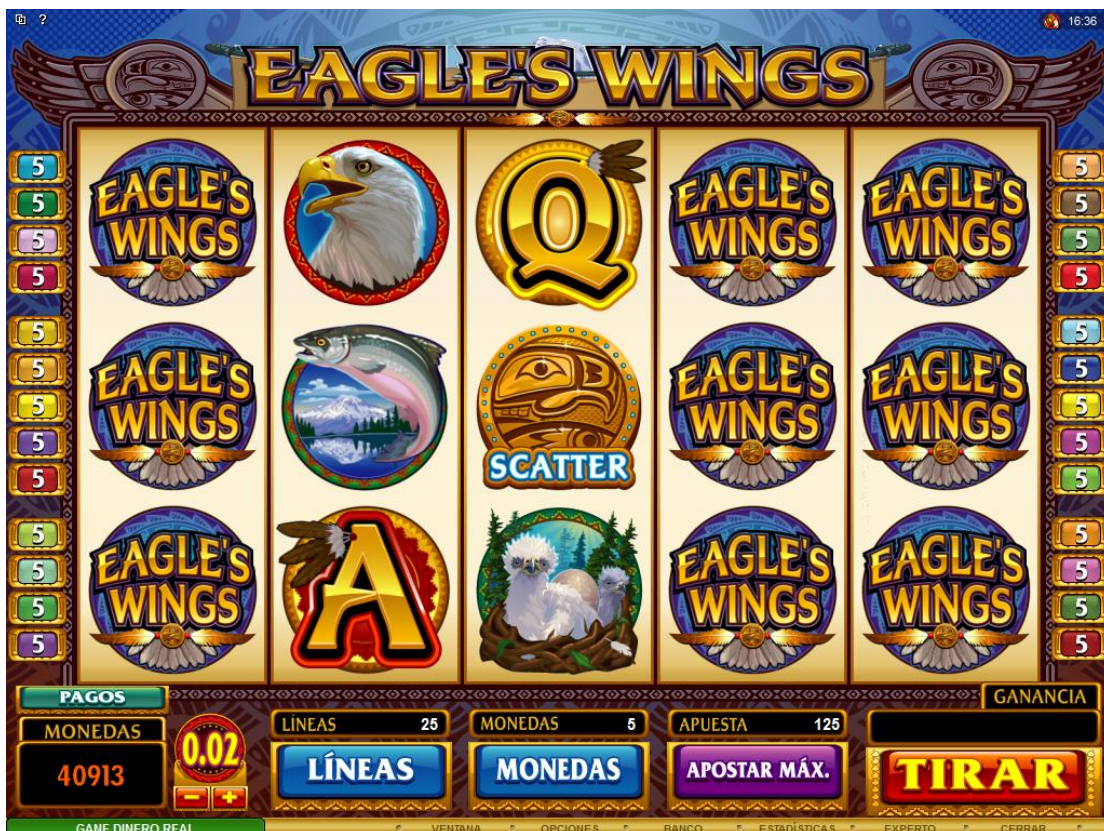 ? 16:36
EAGLE'S WINGS
EAGLE'S WINGS
Q
EAGLE'S WINGS
EAGLE'S WINGS
5
5
5
5
5
5
5
5
EAGLE'S WINGS
SCATTER
EAGLE'S WINGS
EAGLE'S WINGS
5
5
5
5
5
5
5
5
5
5
EAGLE'S WINGS
A
EAGLE'S WINGS
EAGLE'S WINGS
5
5
5
5
5
5
5
5
PAGOS
GANANCIA
MONEDAS
40913
0.02
- +
LÍNEAS 25
MONEDAS 5
APUESTA 125
LÍNEAS
MONEDAS
APOSTAR MÁX.
TIRAR
GANE DINERO REAL
VENTANA
OPCIONES
BANCO
ESTADÍSTICAS
EXPERTO
CERRAR